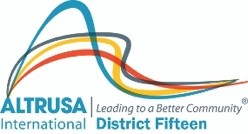 ALTRUSA | Leading to a Better Community®
International District Fifteen